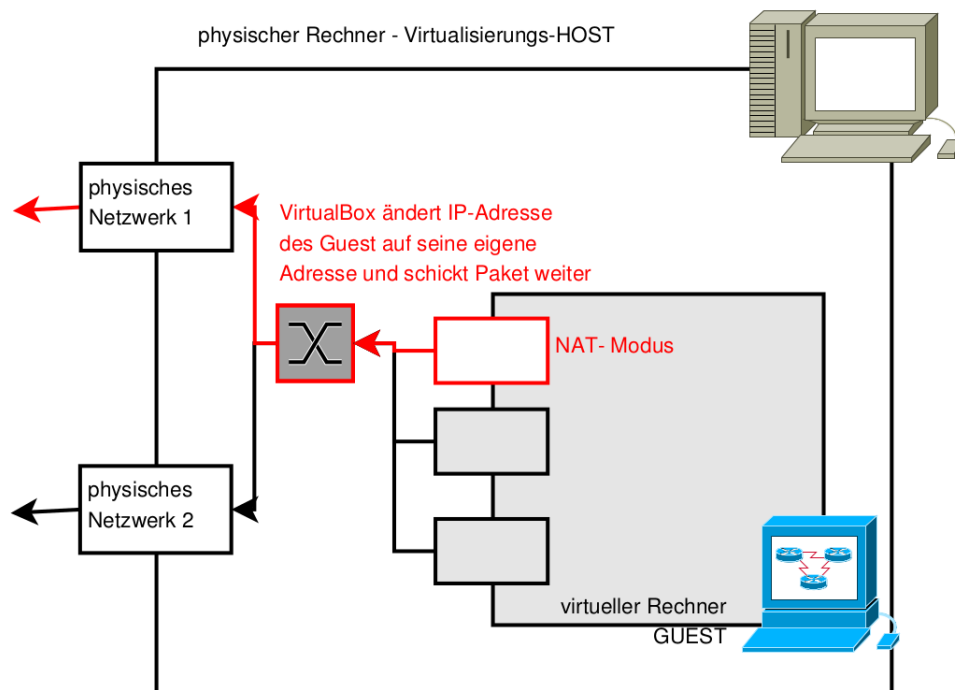 physischer Rechner - Virtualisierungs-HOST
physisches
Netzwerk 1
VirtualBox ändert IP-Adresse
des Guest auf seine eigene
Adresse und schickt Paket weiter
NAT- Modus
physisches
Netzwerk 2
virtueller Rechner
GUEST